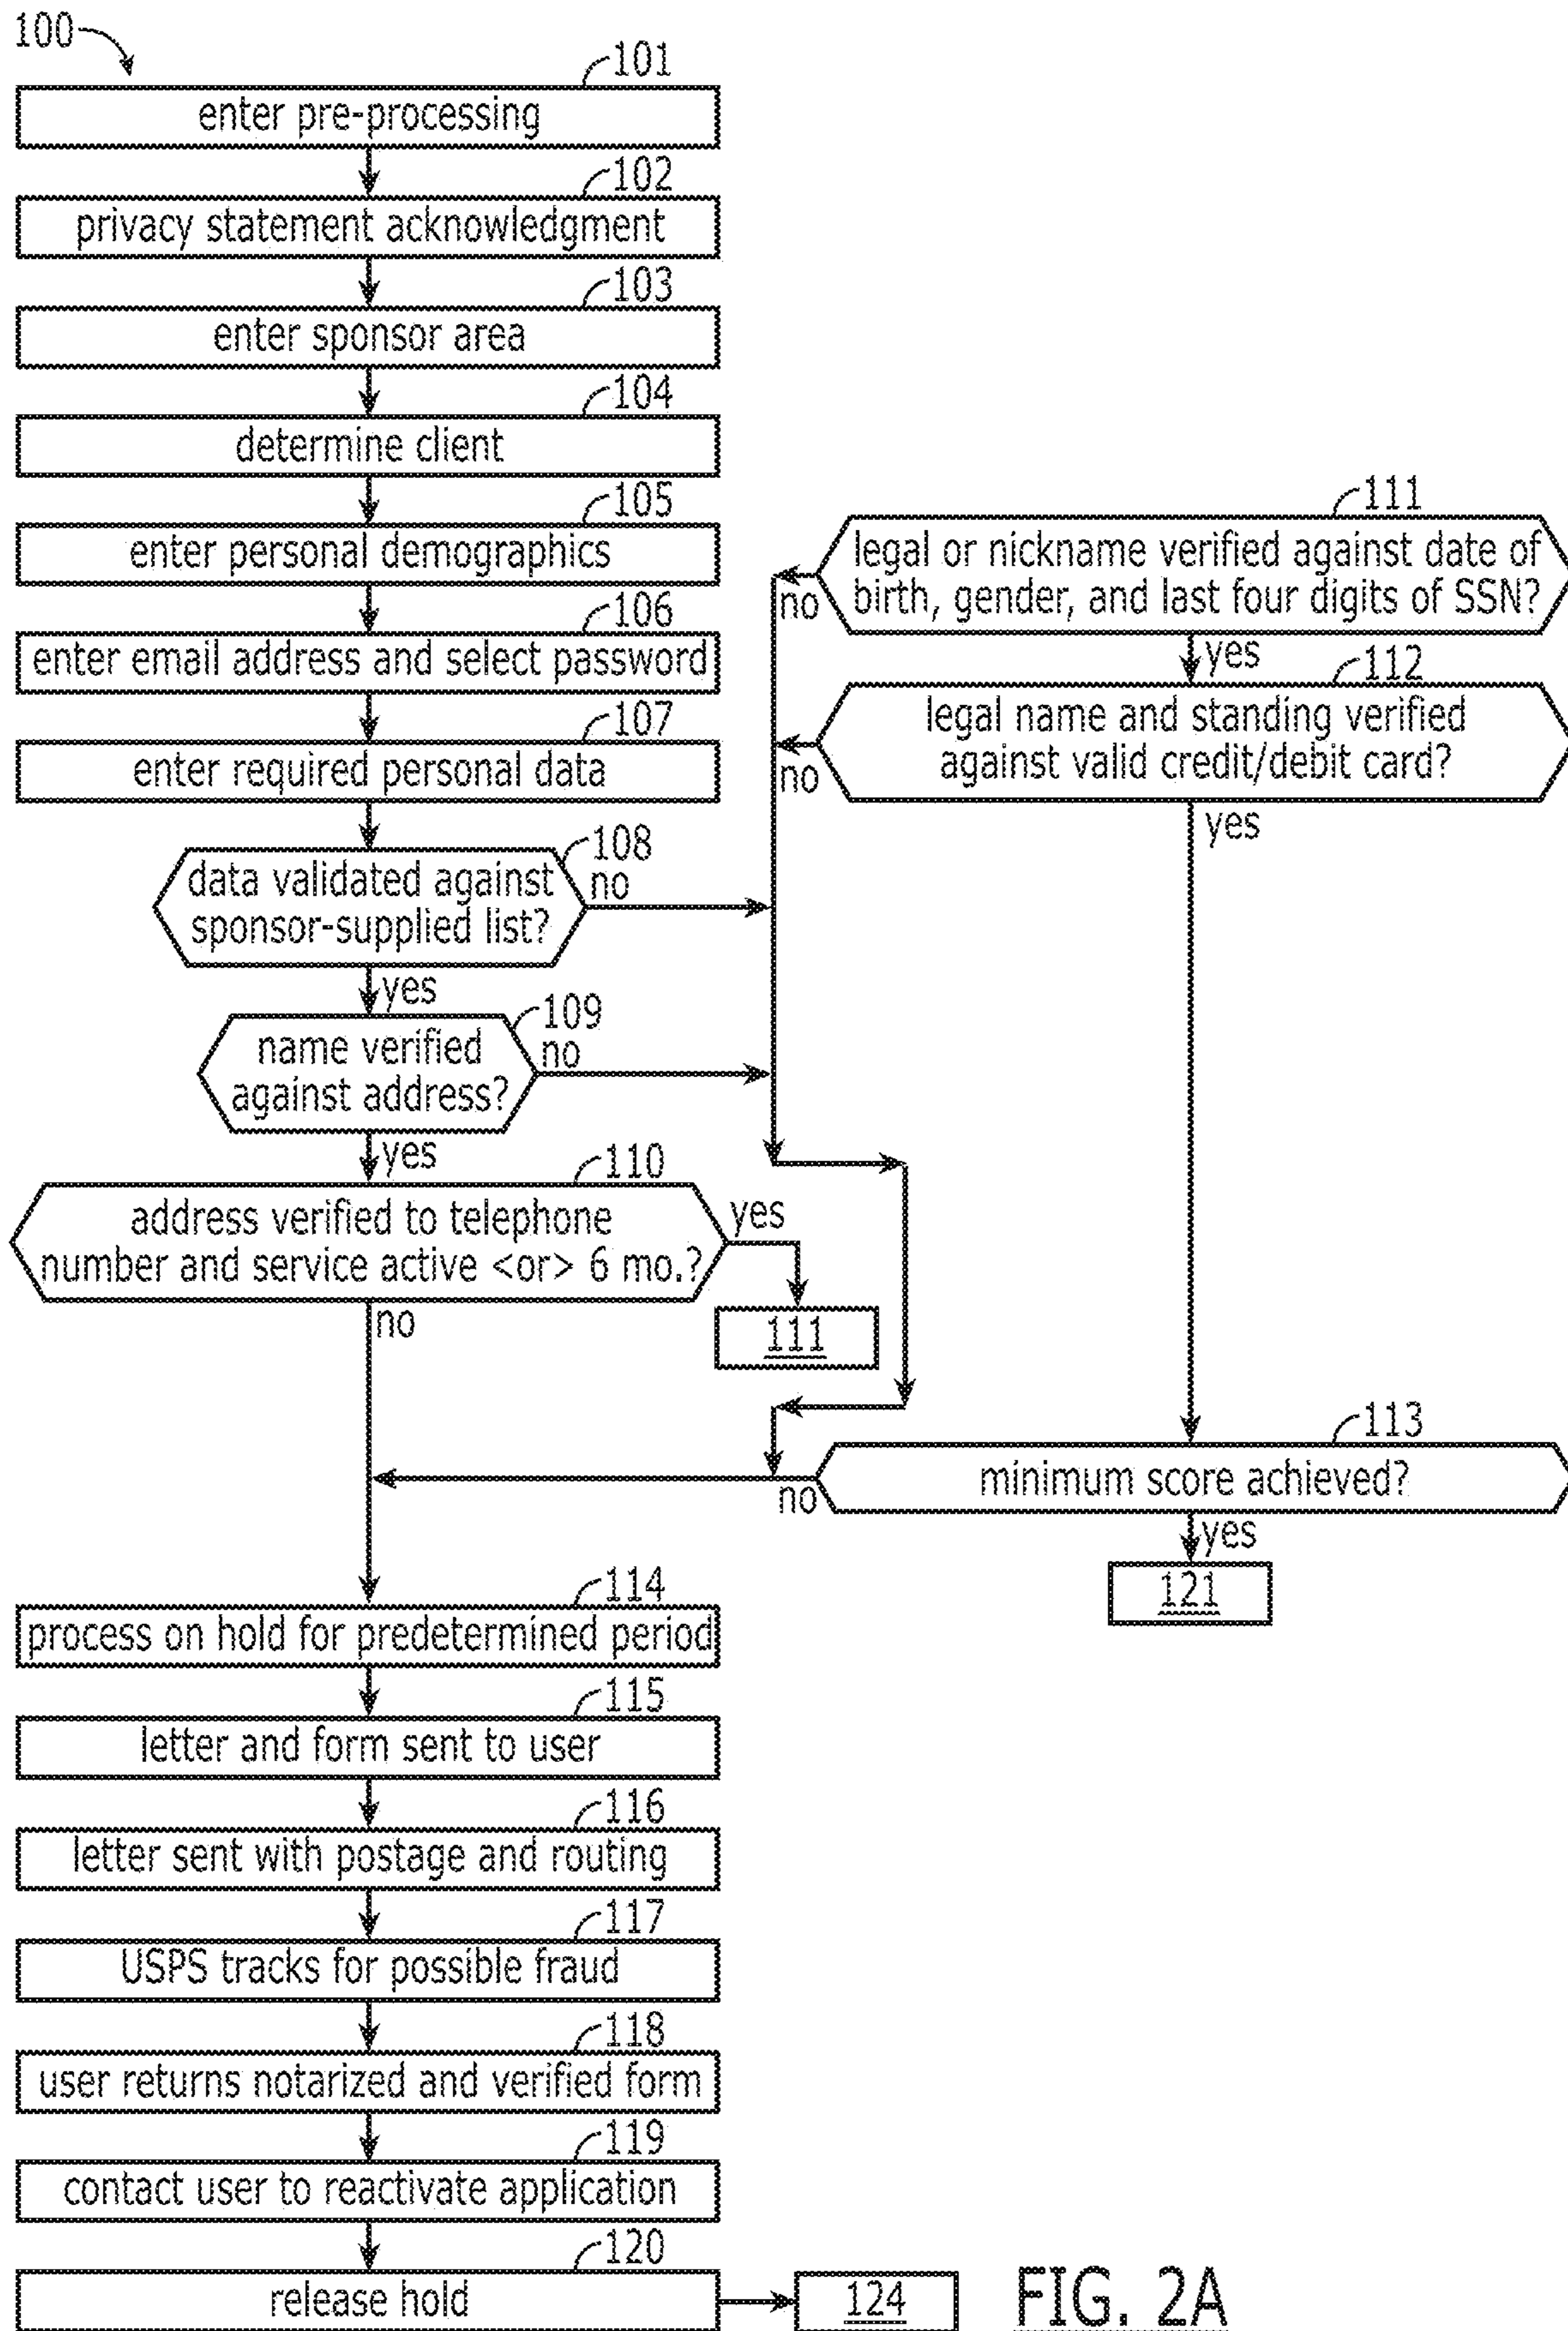 100
101
enter pre-processing
102
privacy statement acknowledgment
103
enter sponsor area
104
determine client
105
enter personal demographics
106
enter email address and select password
107
enter required personal data
108
data validated against
sponsor-supplied list?
no
yes
109
name verified
against address?
no
yes
110
address verified to telephone
number and service active <or> 6 mo.?
yes
111
no
111
legal or nickname verified against date of
birth, gender, and last four digits of SSN?
no
yes
112
legal name and standing verified
against valid credit/debit card?
no
yes
113
minimum score achieved?
no
yes
121
114
process on hold for predetermined period
115
letter and form sent to user
116
letter sent with postage and routing
117
USPS tracks for possible fraud
118
user returns notarized and verified form
119
contact user to reactivate application
120
release hold
124
FIG. 2A